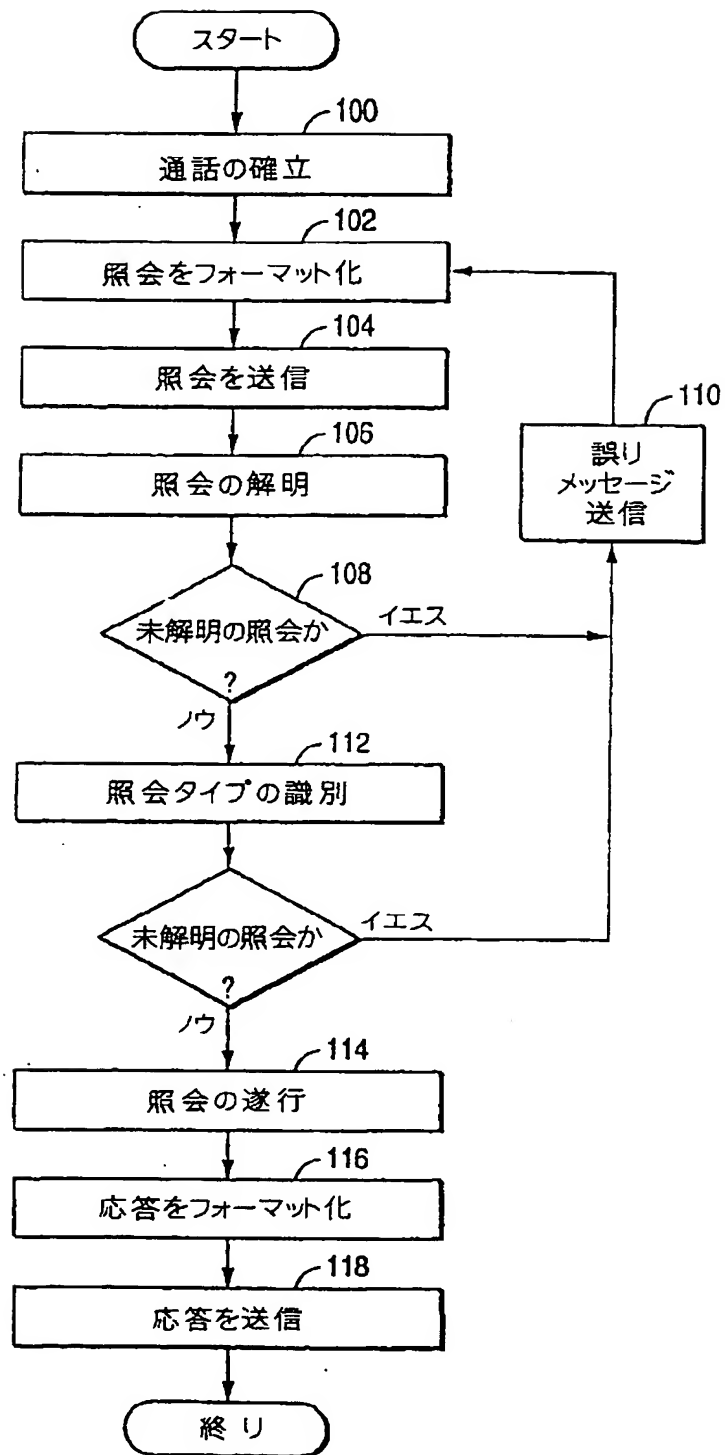 スタート
100
通話の確立
102
照会をフォーマット化
104
照会を送信
106
照会の解明
110
誤り
メッセージ
送信
108
未解明の照会か
?
イエス
ノウ
112
照会タイプの識別
未解明の照会か
?
イエス
ノウ
114
照会の遂行
116
応答をフォーマット化
118
応答を送信
終り